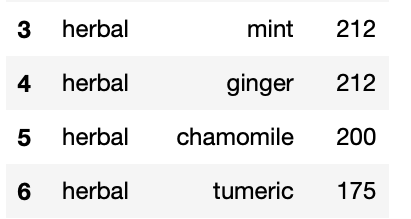 3 herbal mint 212
4 herbal ginger 212
5 herbal chamomile 200
6 herbal tumeric 175